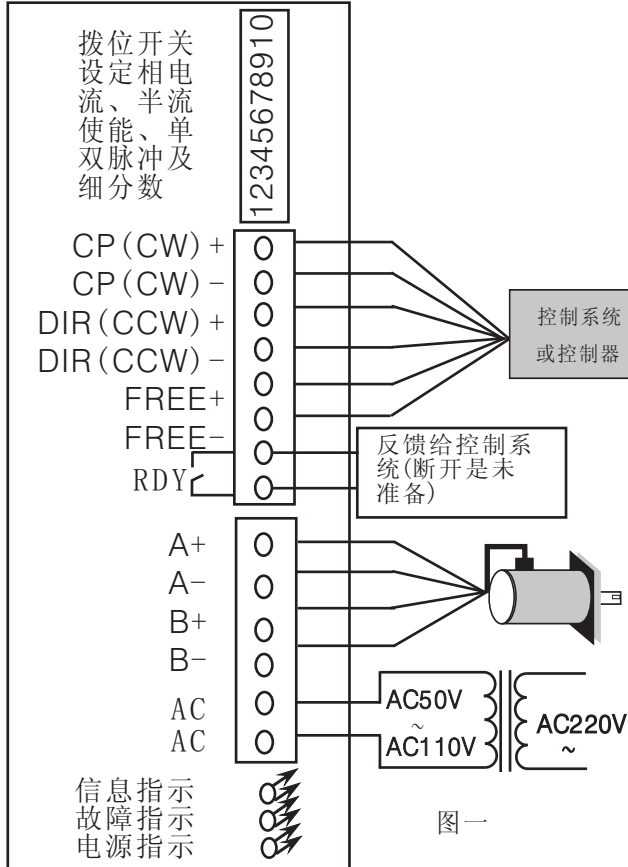 拨位开关
设定相电
流、半流
使能、单
双脉冲及
细分数
12345678910
CP(CW)+
CP(CW)-
DIR(CCW)+
DIR(CCW)-
FREE+
FREE-
RDY
控制系统
或控制器
反馈给控制系
统(断开是未
准备)
A+
A-
B+
B-
AC
AC
AC50V
~
AC110V
AC220V
~
信息指示
故障指示
电源指示
图一